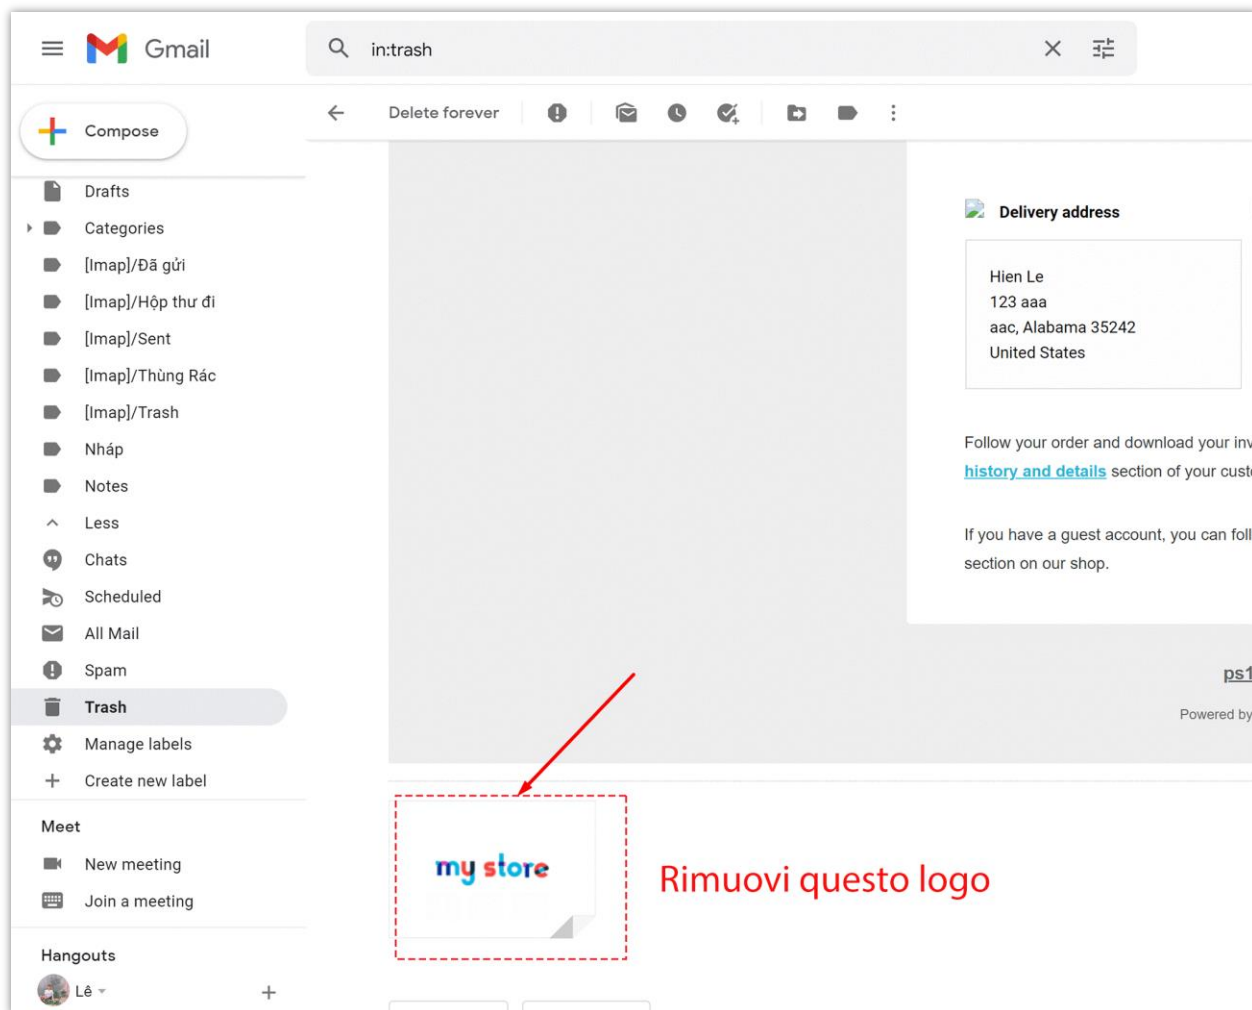 Gmail
in:trash
Compose
Delete forever
Drafts
Categories
[Imap]/Đã gửi
[Imap]/Hộp thư đi
[Imap]/Sent
[Imap]/Thùng Rác
[Imap]/Trash
Nháp
Notes
Less
Chats
Scheduled
All Mail
Spam
Trash
Manage labels
Create new label
Meet
New meeting
Join a meeting
Hangouts
Lê
Delivery address
Hien Le
123 aaa
aac, Alabama 35242
United States
Follow your order and download your inv
history and details section of your cust
If you have a guest account, you can foll
section on our shop.
ps1
Powered by
my store
Rimuovi questo logo